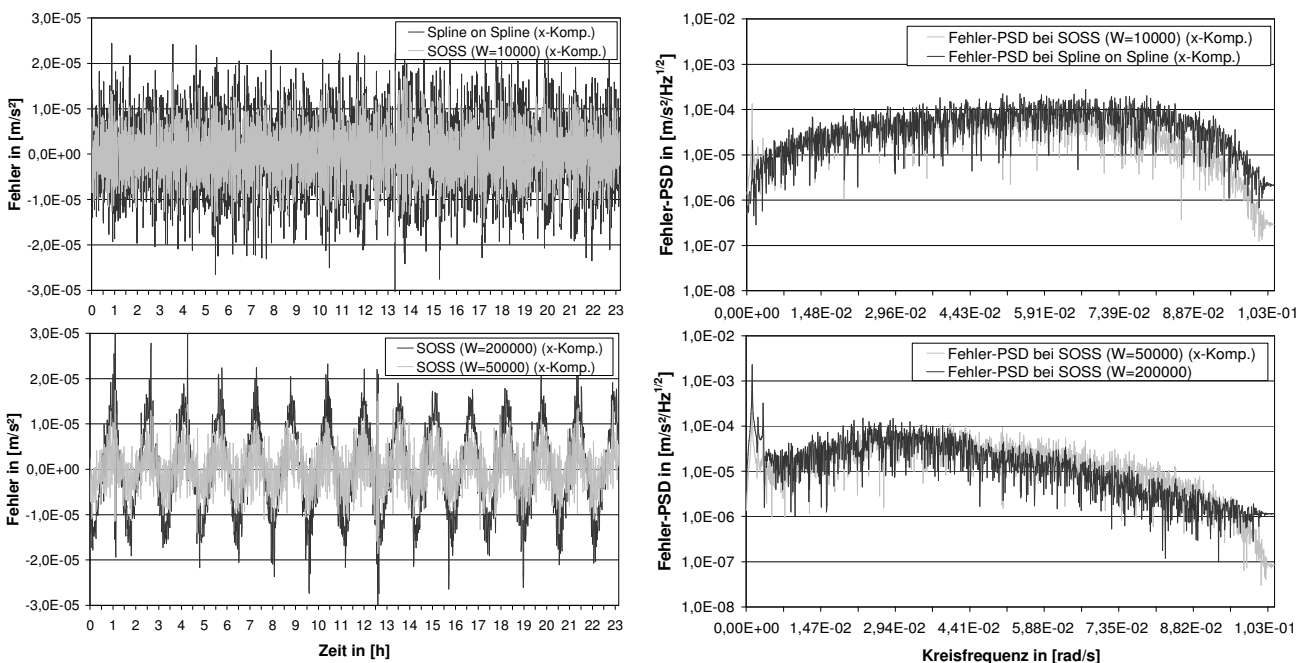 Fehler in [m/s²]
3,0E-05
2,0E-05
1,0E-05
0,0E+00
-1,0E-05
-2,0E-05
-3,0E-05
Spline on Spline (x-Komp.)
SOSS (W=10000) (x-Komp.)
0 1 2 3 4 5 6 7 8 9 10 11 12 13 14 15 16 17 18 19 20 21 22 23
Fehler-PSD in [m/s²/Hz^1/2]
1,0E-02
1,0E-03
1,0E-04
1,0E-05
1,0E-06
1,0E-07
1,0E-08
Fehler-PSD bei SOSS (W=10000) (x-Komp.)
Fehler-PSD bei Spline on Spline (x-Komp.)
0,00E+00 1,48E-02 2,96E-02 4,43E-02 5,91E-02 7,39E-02 8,87E-02 1,03E-01
Fehler in [m/s²]
3,0E-05
2,0E-05
1,0E-05
0,0E+00
-1,0E-05
-2,0E-05
-3,0E-05
SOSS (W=200000) (x-Komp.)
SOSS (W=50000) (x-Komp.)
0 1 2 3 4 5 6 7 8 9 10 11 12 13 14 15 16 17 18 19 20 21 22 23
Zeit in [h]
Fehler-PSD in [m/s²/Hz^1/2]
1,0E-02
1,0E-03
1,0E-04
1,0E-05
1,0E-06
1,0E-07
1,0E-08
Fehler-PSD bei SOSS (W=50000) (x-Komp.)
Fehler-PSD bei SOSS (W=200000)
0,00E+00 1,47E-02 2,94E-02 4,41E-02 5,88E-02 7,35E-02 8,82E-02 1,03E-01
Kreisfrequenz in [rad/s]